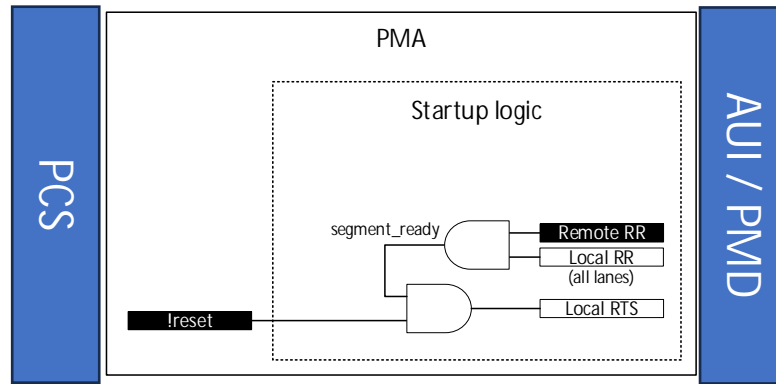 PMA
Startup logic
PCS
AUI / PMD
segment_ready
Remote RR
Local RR
(all lanes)
Local RTS
!reset